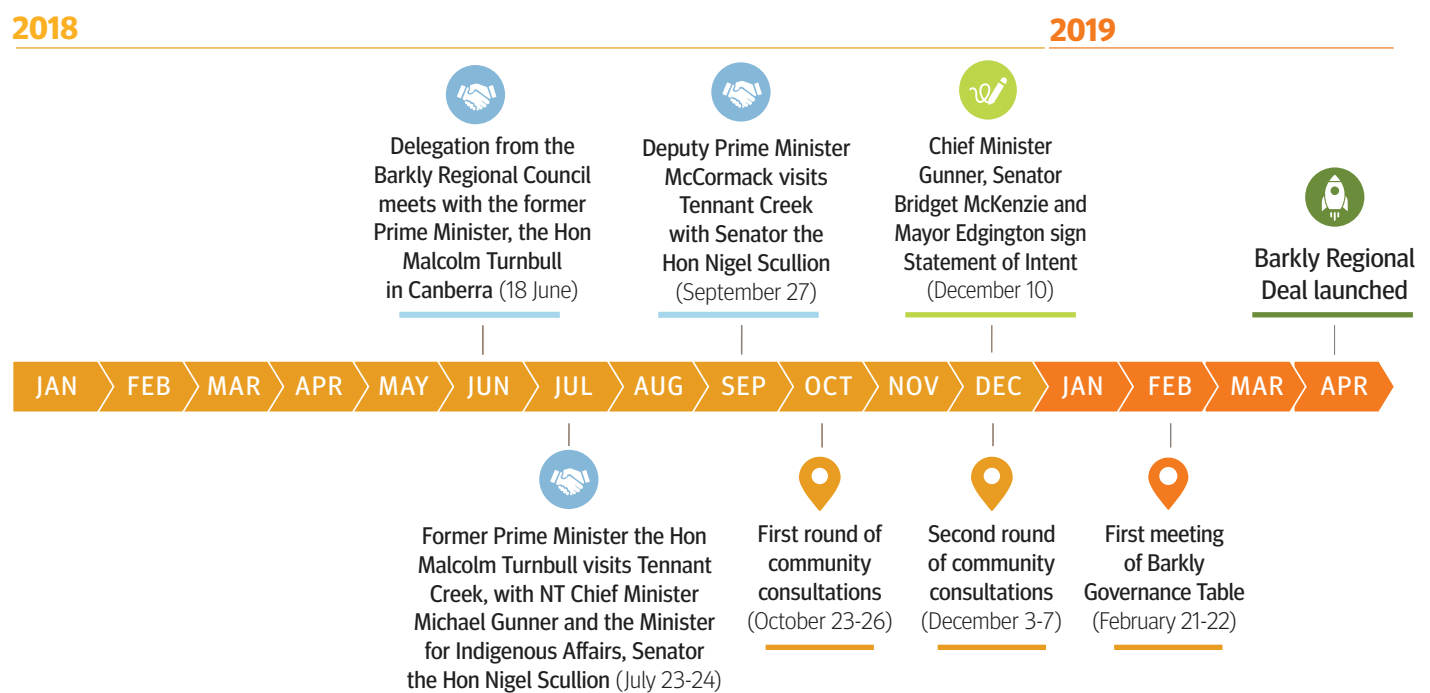 2018
2019
Delegation from the
Barkly Regional Council
meets with the former
Prime Minister, the Hon
Malcolm Turnbull
in Canberra (18 June)
Deputy Prime Minister
McCormack visits
Tennant Creek
with Senator the
Hon Nigel Scullion
(September 27)
Chief Minister
Gunner, Senator
Bridget McKenzie and
Mayor Edgington sign
Statement of Intent
(December 10)
Barkly Regional
Deal launched
JAN FEB MAR APR MAY JUN JUL AUG SEP OCT NOV DEC JAN FEB MAR APR
Former Prime Minister the Hon
Malcolm Turnbull visits Tennant
Creek, with NT Chief Minister
Michael Gunner and the Minister
for Indigenous Affairs, Senator
the Hon Nigel Scullion (July 23-24)
First round of
community
consultations
(October 23-26)
Second round
of community
consultations
(December 3-7)
First meeting
of Barkly
Governance Table
(February 21-22)